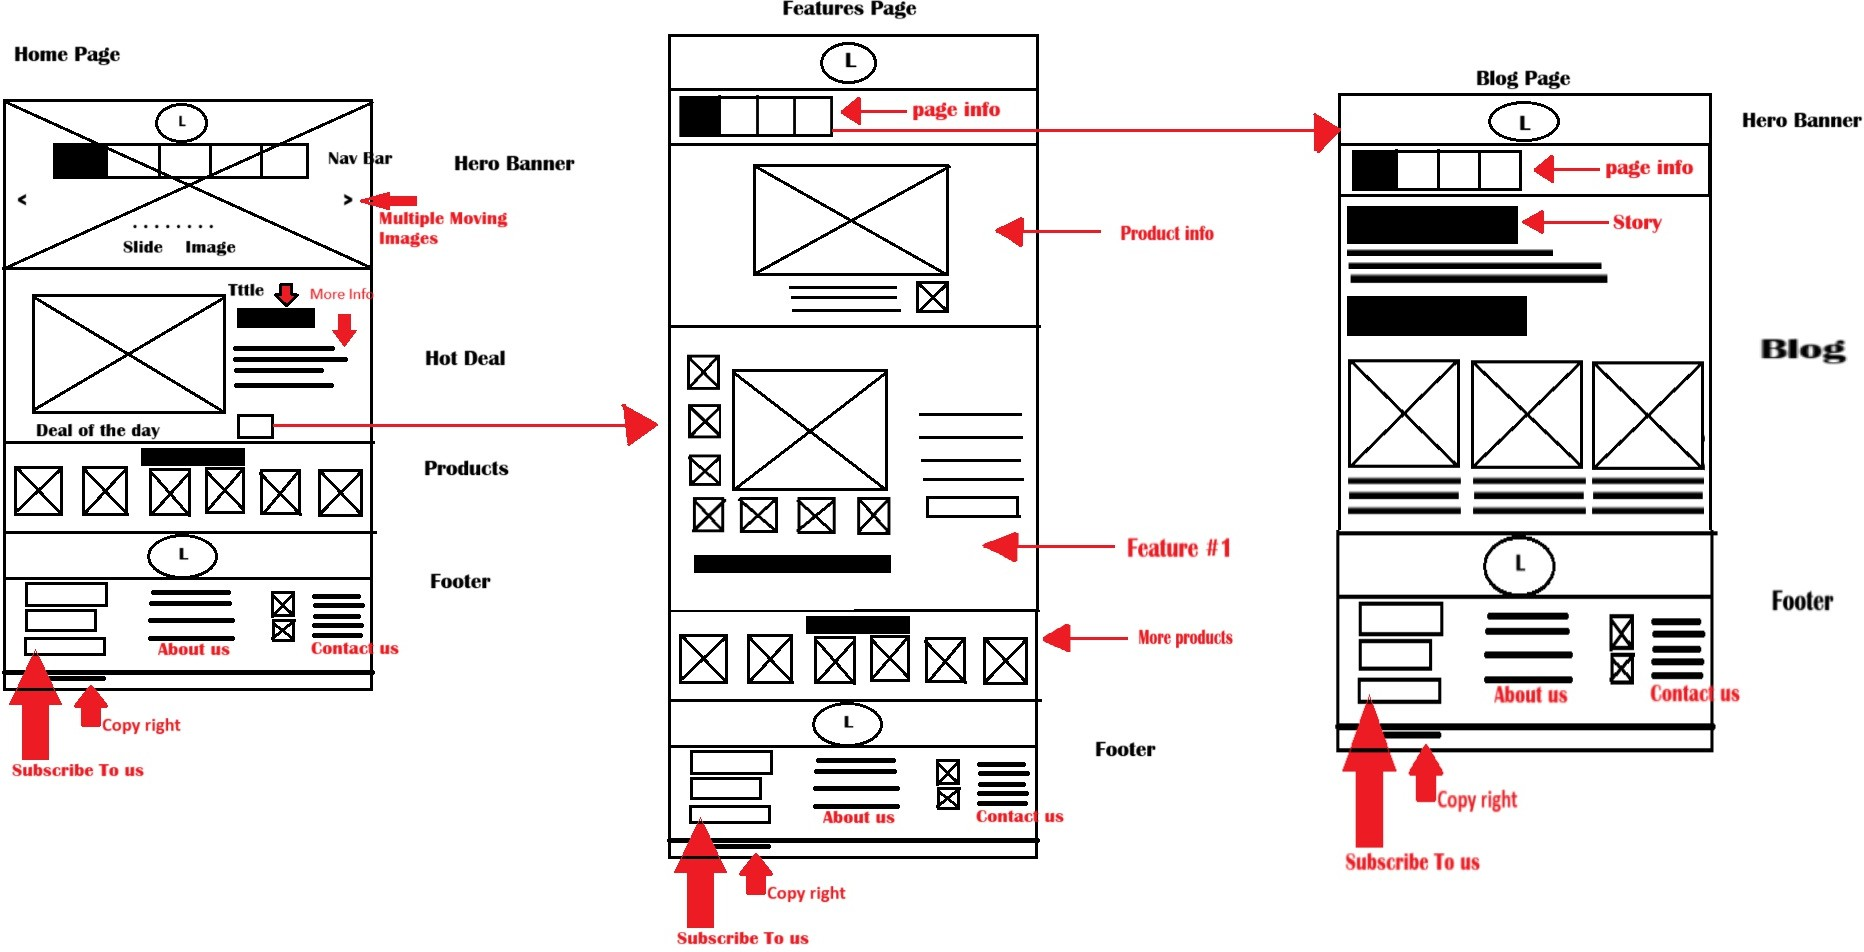 Home Page
L
Nav Bar
Hero Banner
<
>
Multiple Moving
Images
Slide Image
Tttle
More Info
Hot Deal
Deal of the day
Products
L
Footer
About us
Contact us
Copy right
Subscribe To us
Features Page
L
page info
Product info
Feature #1
More products
L
Footer
About us
Contact us
Copy right
Subscribe To us
Blog Page
L
Hero Banner
page info
Story
Blog
L
Footer
About us
Contact us
Copy right
Subscribe To us